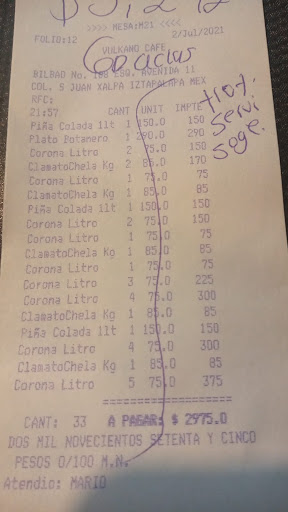 >>>> MESA:M21 <<<<
FOLIO:12 2/Jul/2021
VULKANO CAFE
Gracias
BILBAO No. 188 ESQ. AVENIDA 11
COL. S JUAN XALPA IZTAPALAPA MEX
RFC:
21:57 CANT UNIT IMPTE
Piña Colada 1lt 1 150.0 150
Plato Botanero 1 290.0 290
Corona Litro 2 75.0 150
ClamatoChela Kg 2 85.0 170
Corona Litro 1 75.0 75
ClamatoChela Kg 1 85.0 85
Piña Colada 1lt 1 150.0 150
Corona Litro 2 75.0 150
Corona Litro 1 75.0 75
ClamatoChela Kg 1 85.0 85
Corona Litro 1 75.0 75
Corona Litro 3 75.0 225
Corona Litro 4 75.0 300
ClamatoChela Kg 1 85.0 85
Piña Colada 1lt 1 150.0 150
Corona Litro 4 75.0 300
ClamatoChela Kg 1 85.0 85
Corona Litro 5 75.0 375
====================
CANT: 33 A PAGAR: $ 2975.0
DOS MIL NOVECIENTOS SETENTA Y CINCO
PESOS 0/100 M.N.
Atendio: MARIO